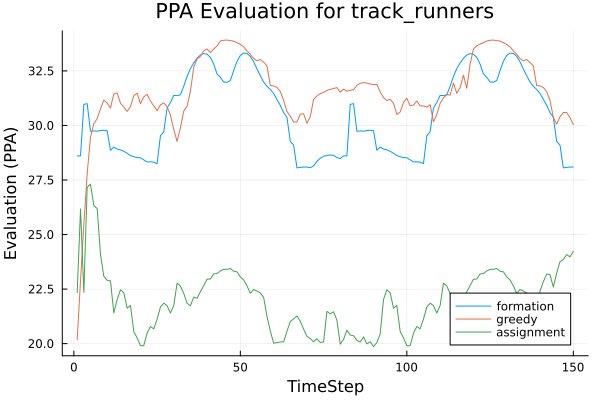 PPA Evaluation for track_runners
Evaluation (PPA)
32.5
30.0
27.5
25.0
22.5
20.0
0
50
100
150
TimeStep
formation
greedy
assignment